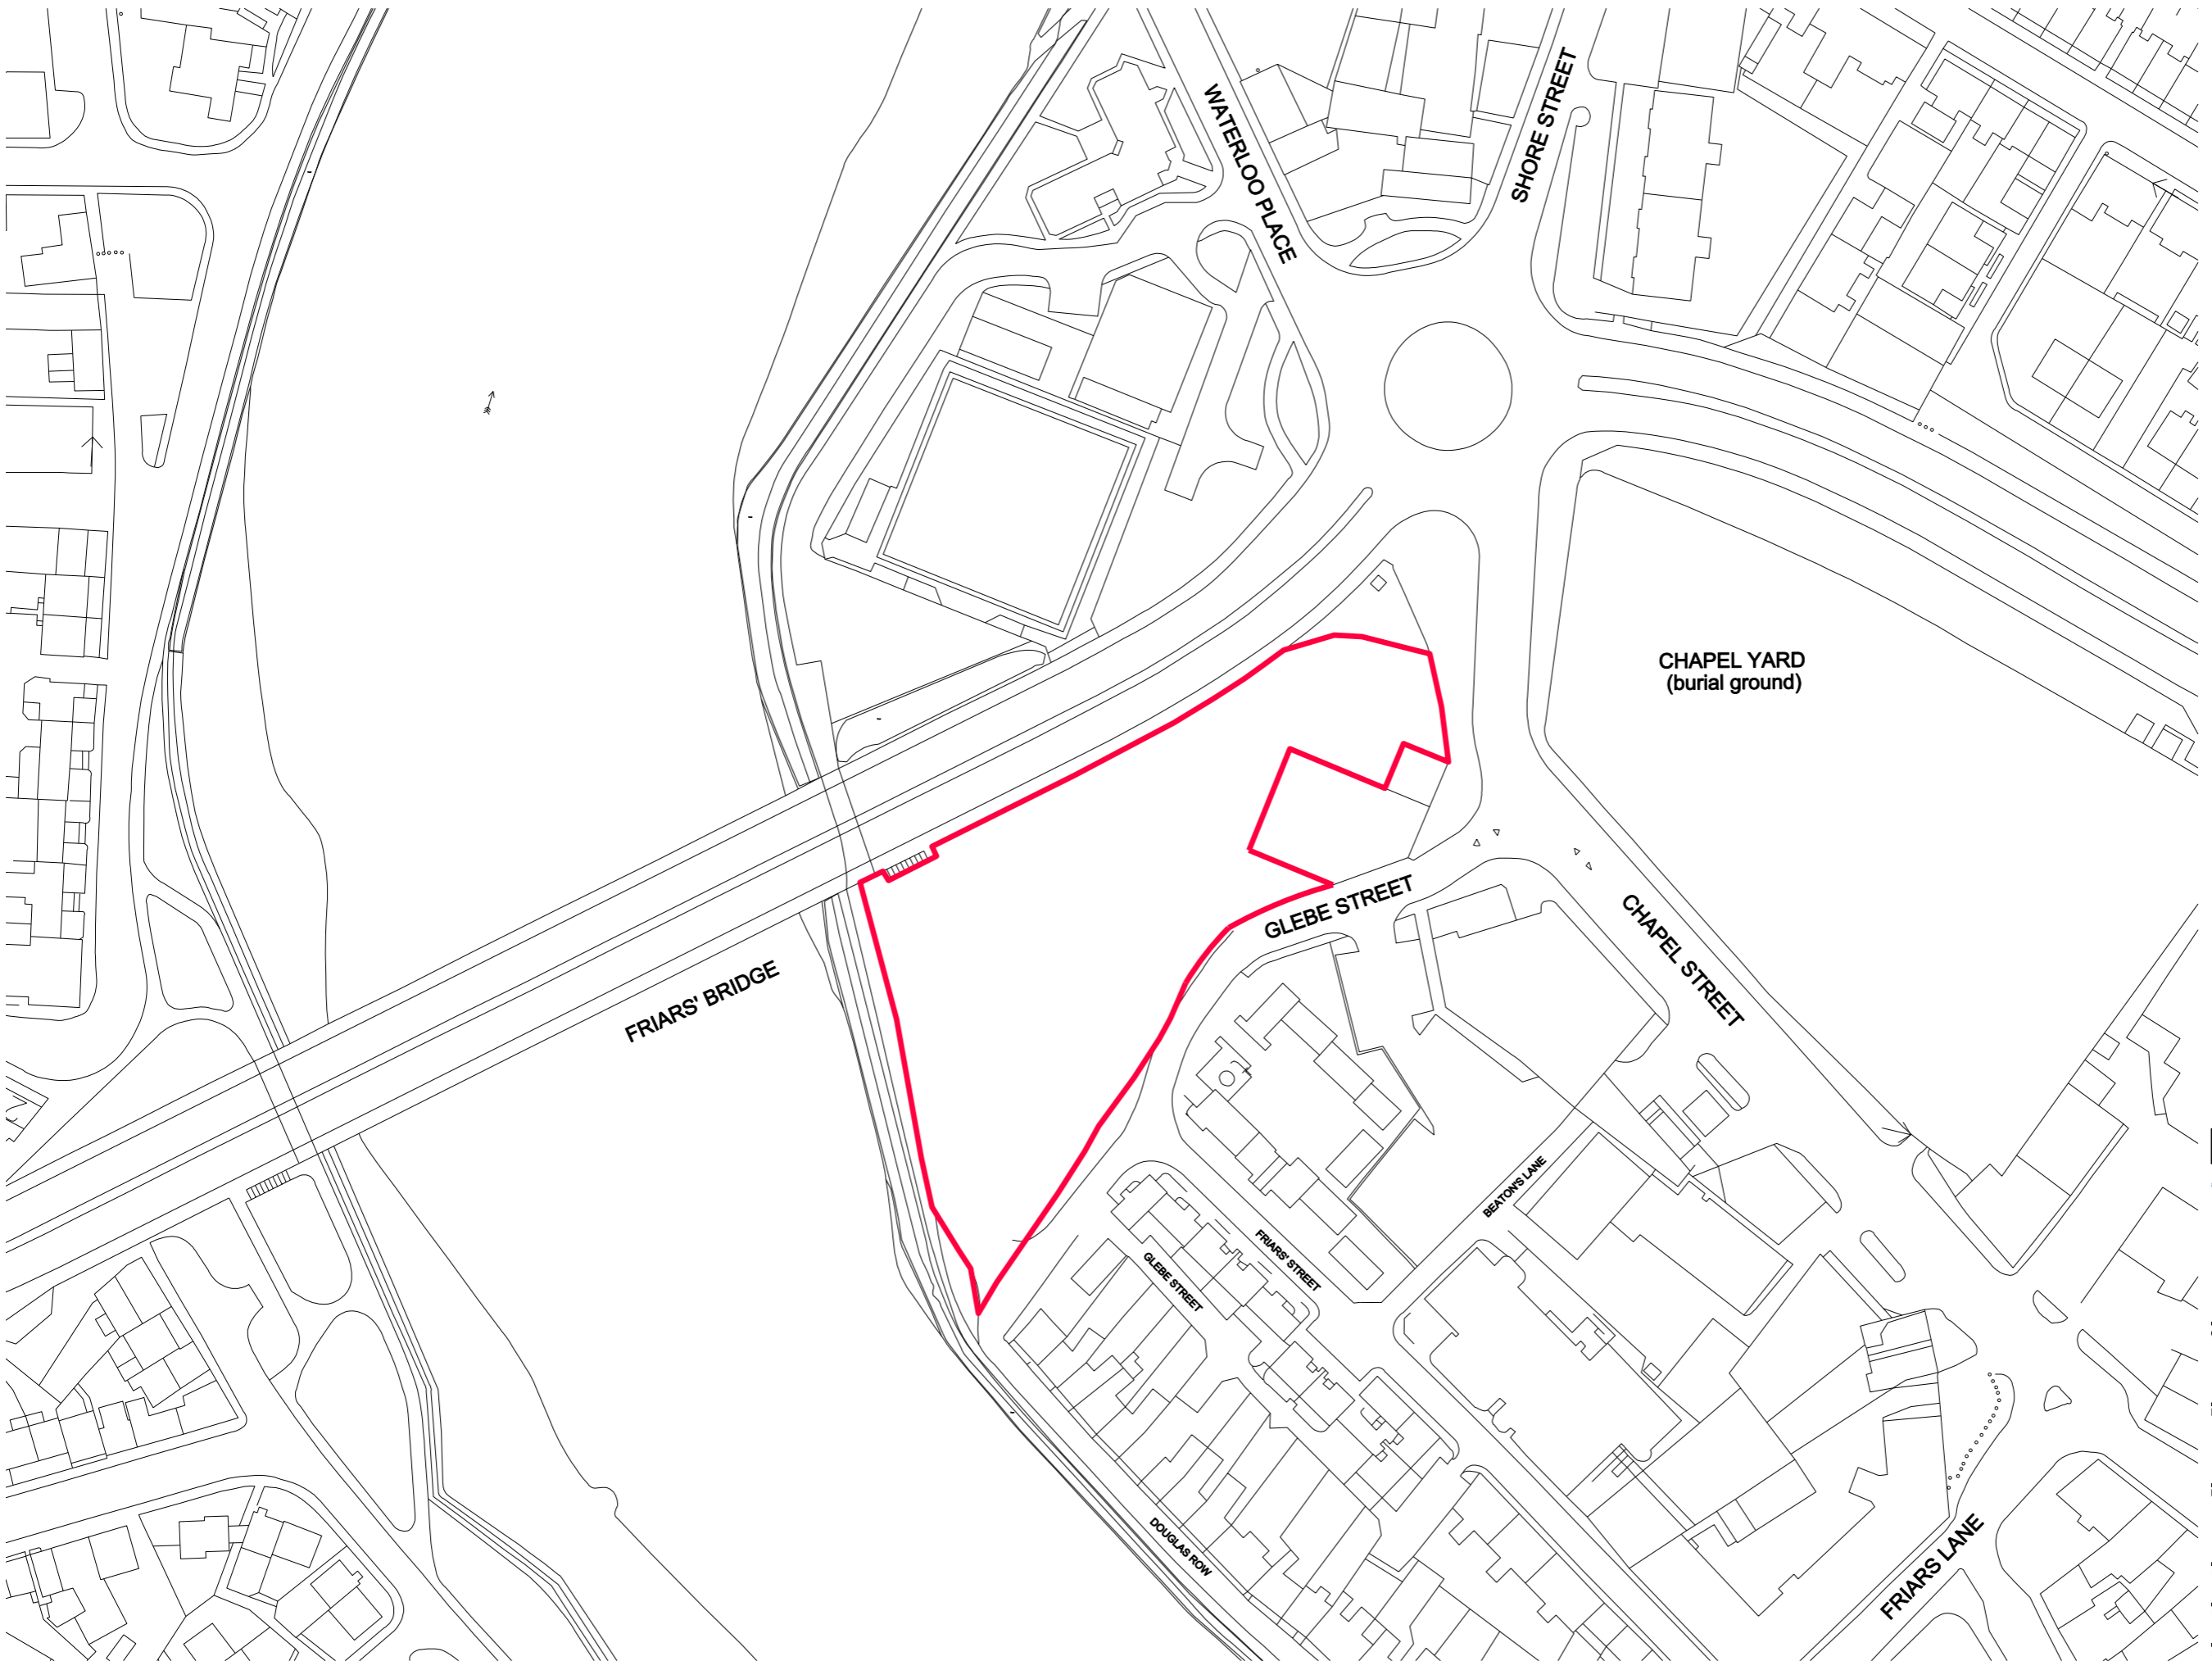 WATERLOO PLACE
SHORE STREET
CHAPEL YARD
(burial ground)
GLEBE STREET
CHAPEL STREET
FRIARS' BRIDGE
BEATON'S LANE
FRIARS' STREET
GLEBE STREET
DOUGLAS ROW
FRIARS LANE